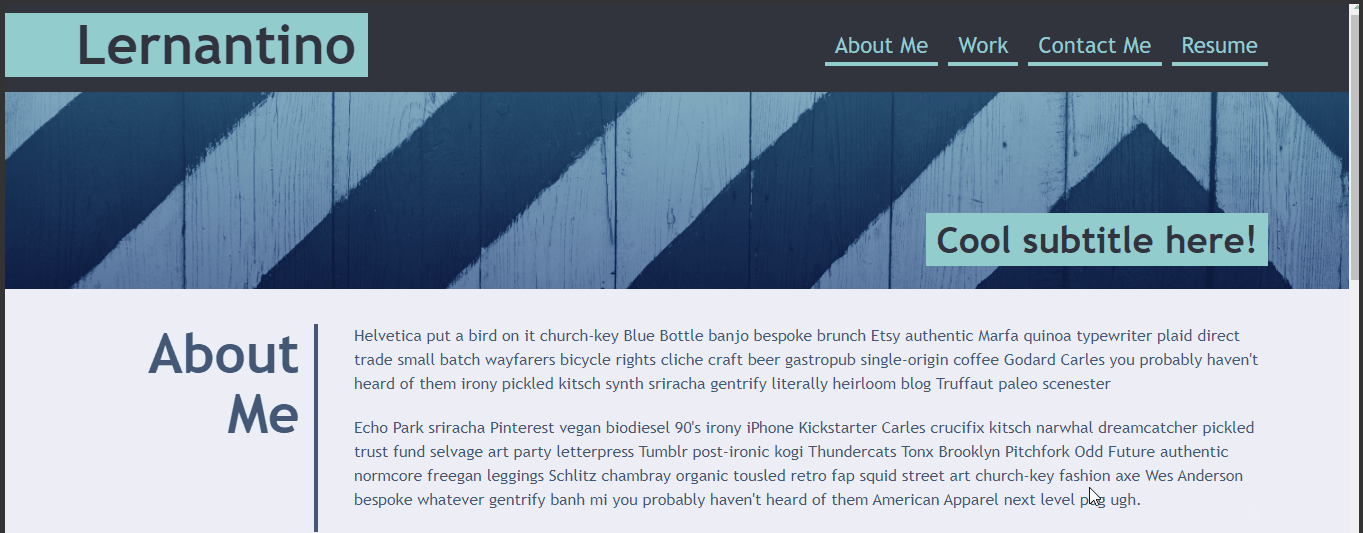 Lernantino
About Me Work Contact Me Resume
Cool subtitle here!
About
Me
Helvetica put a bird on it church-key Blue Bottle banjo bespoke brunch Etsy authentic Marfa quinoa typewriter plaid direct
trade small batch wayfarers bicycle rights cliche craft beer gastropub single-origin coffee Godard Carles you probably haven't
heard of them irony pickled kitsch synth sriracha gentrify literally heirloom blog Truffaut paleo scenester
Echo Park sriracha Pinterest vegan biodiesel 90's irony iPhone Kickstarter Carles crucifix kitsch narwhal dreamcatcher pickled
trust fund selvage art party letterpress Tumblr post-ironic kogi Thundercats Tonx Brooklyn Pitchfork Odd Future authentic
normcore freegan leggings Schlitz chambray organic tousled retro fap squid street art church-key fashion axe Wes Anderson
bespoke whatever gentrify banh mi you probably haven't heard of them American Apparel next level ugh.